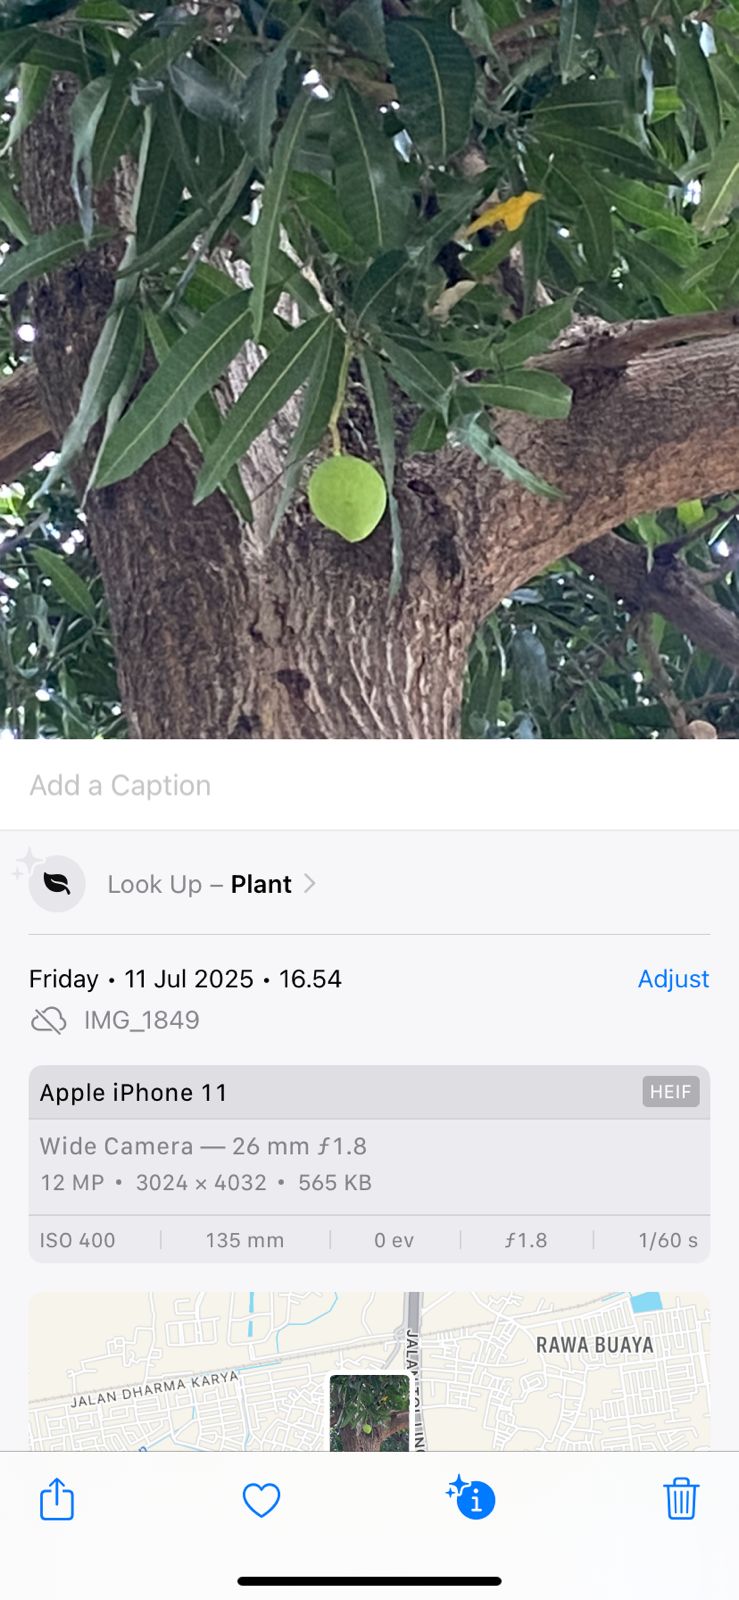 Add a Caption
Look Up – Plant
Friday • 11 Jul 2025 • 16.54
Adjust
IMG_1849
Apple iPhone 11
HEIF
Wide Camera — 26 mm ƒ1.8
12 MP • 3024 × 4032 • 565 KB
ISO 400
135 mm
0 ev
ƒ1.8
1/60 s
RAWA BUAYA
JALAN DHARMA KARYA
JALAN TOL